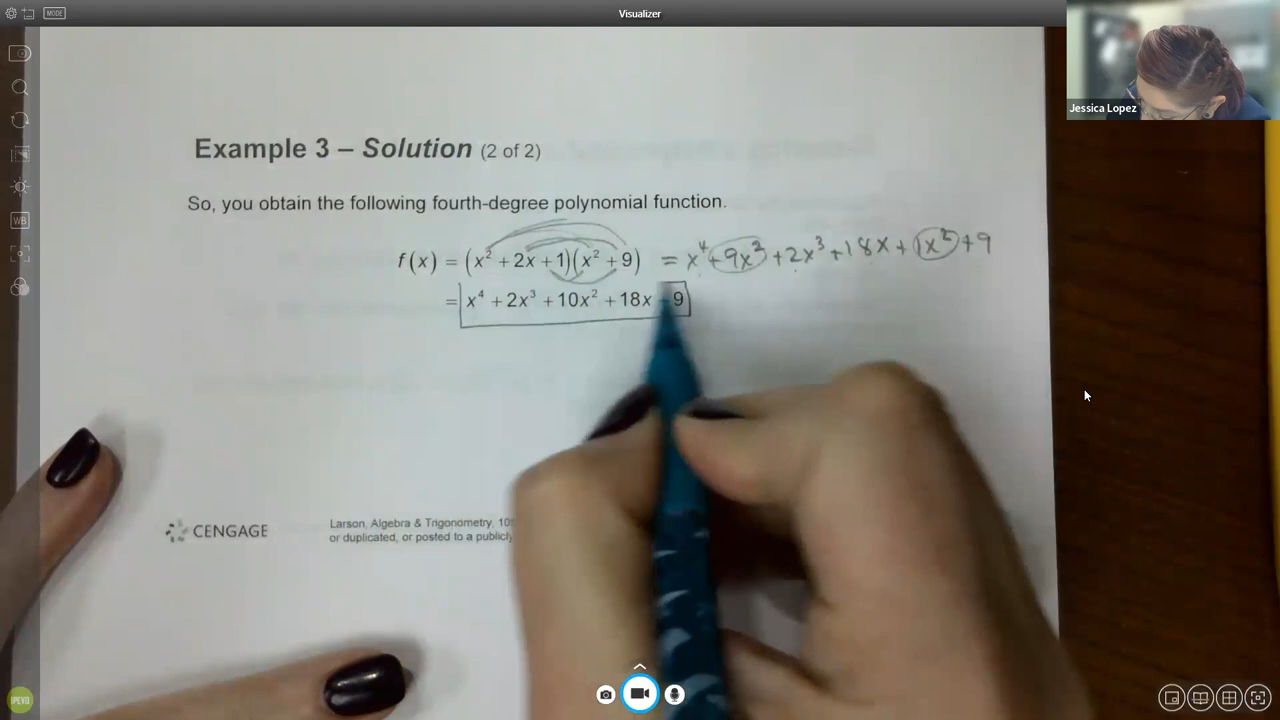 MODE
Visualizer
Jessica Lopez
WB
Example 3 – Solution (2 of 2)
So, you obtain the following fourth-degree polynomial function.
f(x) = (x² + 2x + 1)(x² + 9) = x⁴ + 9x² + 2x³ + 18x + 1x² + 9
= x⁴ + 2x³ + 10x² + 18x 9
CENGAGE
Larson, Algebra & Trigonometry, 10
or duplicated, or posted to a publicly
IPEVO